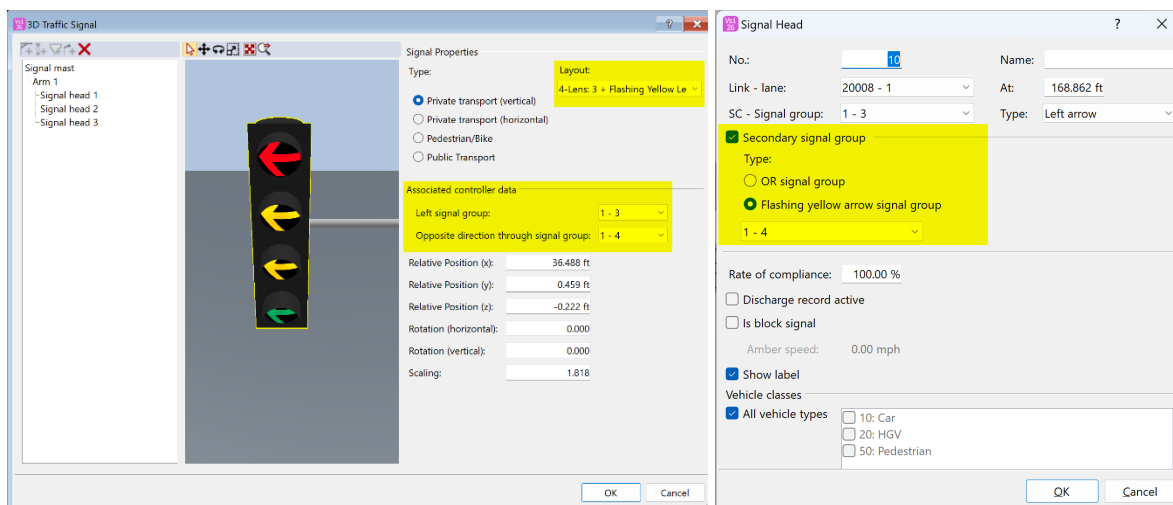 3D Traffic Signal
Signal mast
Arm 1
Signal head 1
Signal head 2
Signal head 3
Signal Properties
Type:
Private transport (vertical)
Private transport (horizontal)
Pedestrian/Bike
Public Transport
Layout:
4-Lens: 3 + Flashing Yellow Le
Associated controller data
Left signal group: 1 - 3
Opposite direction through signal group: 1 - 4
Relative Position (x): 36.488 ft
Relative Position (y): 0.459 ft
Relative Position (z): -0.222 ft
Rotation (horizontal): 0.000
Rotation (vertical): 0.000
Scaling: 1.818
OK Cancel
Signal Head ?
No.: 10 Name:
Link - lane: 20008 - 1 At: 168.862 ft
SC - Signal group: 1 - 3 Type: Left arrow
Secondary signal group
Type:
OR signal group
Flashing yellow arrow signal group
1 - 4
Rate of compliance: 100.00 %
Discharge record active
Is block signal
Amber speed: 0.00 mph
Show label
Vehicle classes
All vehicle types
10: Car
20: HGV
50: Pedestrian
OK Cancel